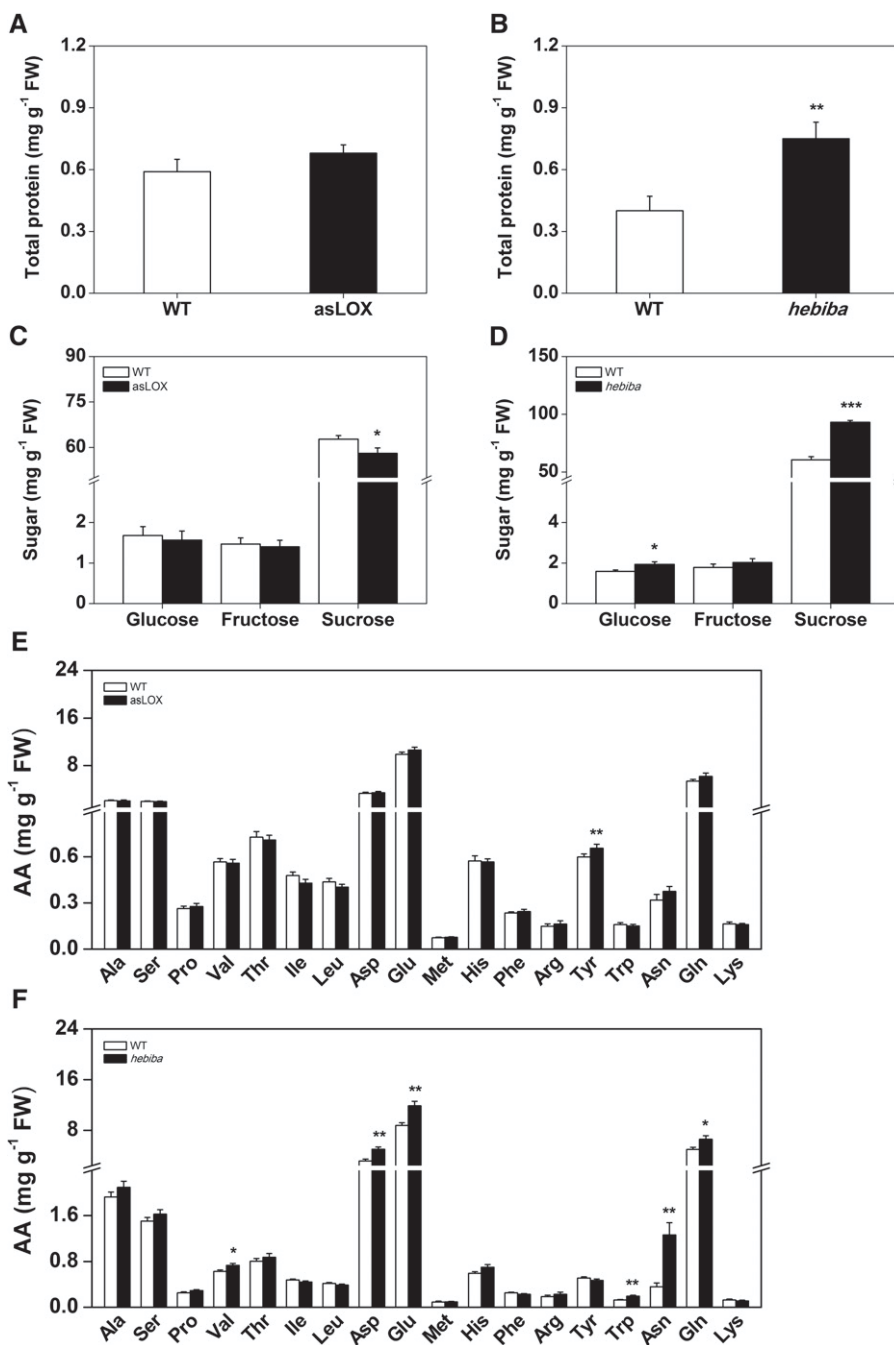 A
Total protein (mg g⁻¹ FW)
1.2
0.9
0.6
0.3
0.0
WT
asLOX
B
Total protein (mg g⁻¹ FW)
1.2
0.9
0.6
0.3
0.0
**
WT
hebiba
C
Sugar (mg g⁻¹ FW)
90
75
60
2
1
0
WT
asLOX
*
Glucose
Fructose
Sucrose
D
Sugar (mg g⁻¹ FW)
150
100
50
4
2
0
WT
hebiba
*
***
Glucose
Fructose
Sucrose
E
AA (mg g⁻¹ FW)
24
16
8
0.6
0.3
0.0
WT
asLOX
**
Ala
Ser
Pro
Val
Thr
Ile
Leu
Asp
Glu
Met
His
Phe
Arg
Tyr
Trp
Asn
Gln
Lys
F
AA (mg g⁻¹ FW)
24
16
8
1.6
0.8
0.0
WT
hebiba
*
**
**
**
**
*
Ala
Ser
Pro
Val
Thr
Ile
Leu
Asp
Glu
Met
His
Phe
Arg
Tyr
Trp
Asn
Gln
Lys